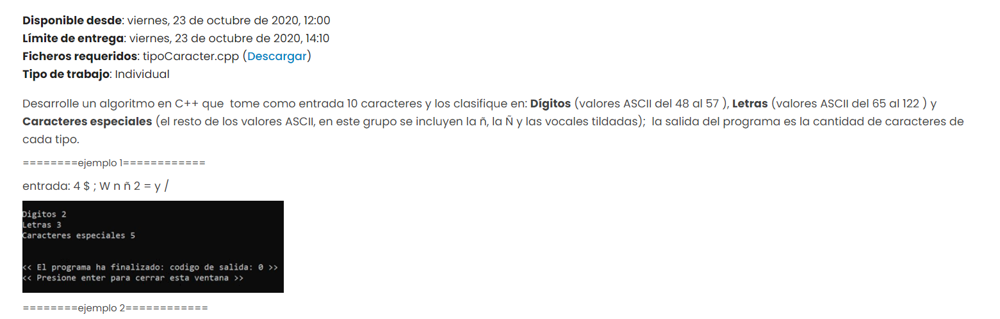 Disponible desde: viernes, 23 de octubre de 2020, 12:00
Límite de entrega: viernes, 23 de octubre de 2020, 14:10
Ficheros requeridos: tipoCaracter.cpp (Descargar)
Tipo de trabajo: Individual
Desarrolle un algoritmo en C++ que  tome como entrada 10 caracteres y los clasifique en: Dígitos (valores ASCII del 48 al 57 ), Letras (valores ASCII del 65 al 122 ) y
Caracteres especiales (el resto de los valores ASCII, en este grupo se incluyen la ñ, la Ñ y las vocales tildadas);  la salida del programa es la cantidad de caracteres de
cada tipo.
========ejemplo 1============
entrada: 4 $ ; W n ñ 2 = y /
Digitos 2
Letras 3
Caracteres especiales 5
<< El programa ha finalizado: codigo de salida: 0 >>
<< Presione enter para cerrar esta ventana >>
========ejemplo 2============